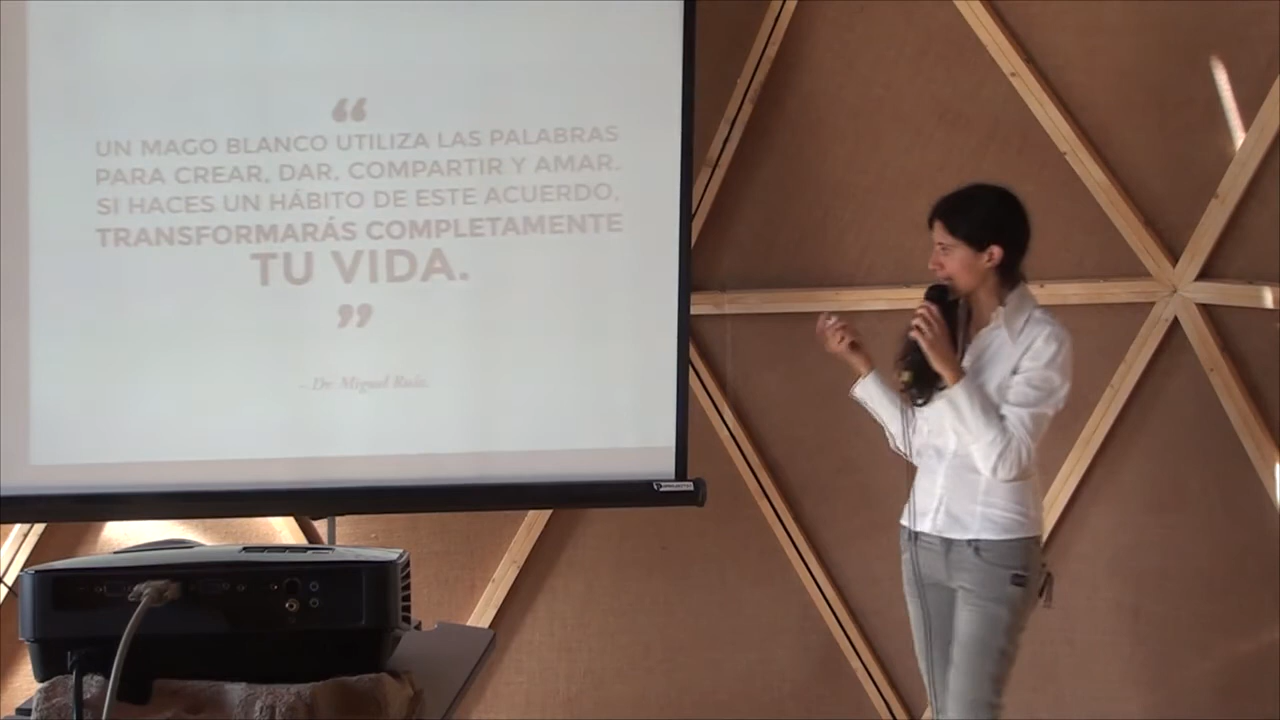 “
UN MAGO BLANCO UTILIZA LAS PALABRAS
PARA CREAR, DAR, COMPARTIR Y AMAR.
SI HACES UN HÁBITO DE ESTE ACUERDO,
TRANSFORMARÁS COMPLETAMENTE
TU VIDA.
”
- Dr. Miguel Ruiz.